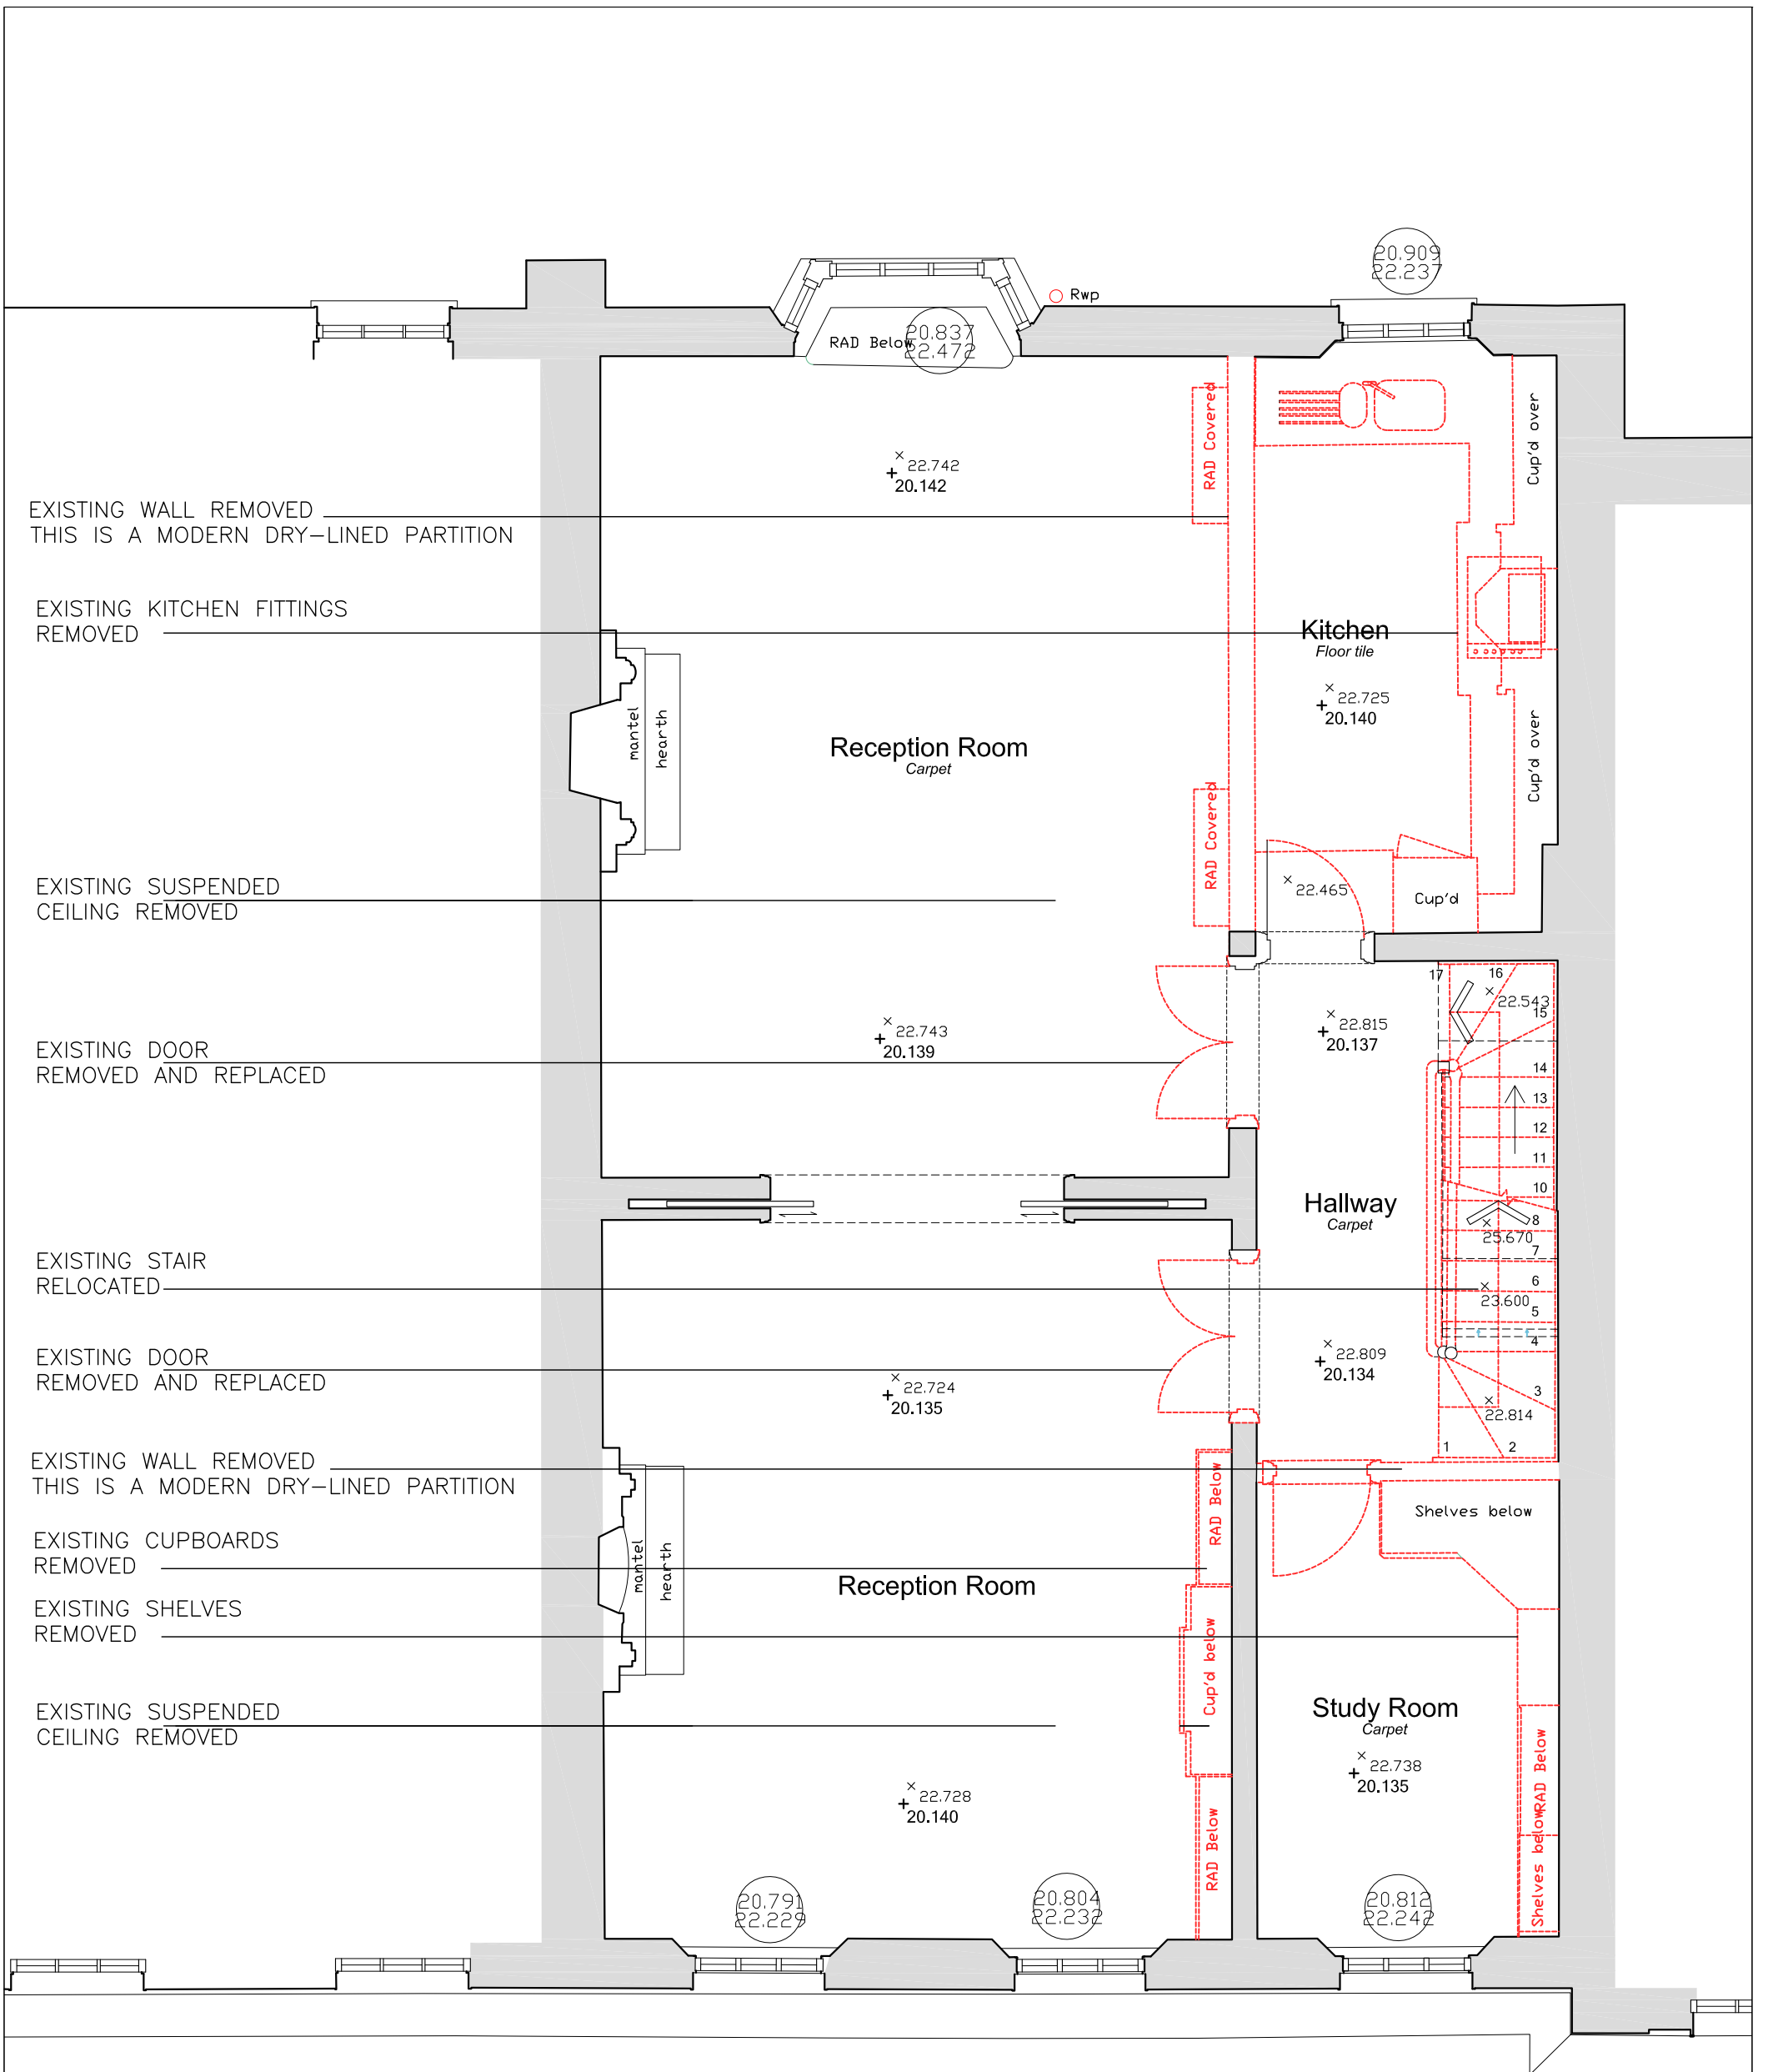 20.909
22.237
Rwp
RAD Below
20.837
22.472
RAD Covered
Cup'd over
22.742
20.142
EXISTING WALL REMOVED
THIS IS A MODERN DRY-LINED PARTITION
EXISTING KITCHEN FITTINGS
REMOVED
Kitchen
Floor tile
22.725
20.140
mantel
hearth
Reception Room
Carpet
Cup'd over
RAD Covered
EXISTING SUSPENDED
CEILING REMOVED
22.465
Cup'd
17
16
22.543
15
22.743
20.139
22.815
20.137
EXISTING DOOR
REMOVED AND REPLACED
14
13
12
11
10
Hallway
Carpet
8
25.670
7
EXISTING STAIR
RELOCATED
6
23.600
5
4
EXISTING DOOR
REMOVED AND REPLACED
22.809
20.134
22.724
20.135
3
22.814
1
2
EXISTING WALL REMOVED
THIS IS A MODERN DRY-LINED PARTITION
RAD Below
Shelves below
EXISTING CUPBOARDS
REMOVED
mantel
hearth
Reception Room
EXISTING SHELVES
REMOVED
Cup'd below
EXISTING SUSPENDED
CEILING REMOVED
Study Room
Carpet
22.738
20.135
RAD Below
22.728
20.140
RAD Below
Shelves below
20.791
22.229
20.804
22.232
20.812
22.242